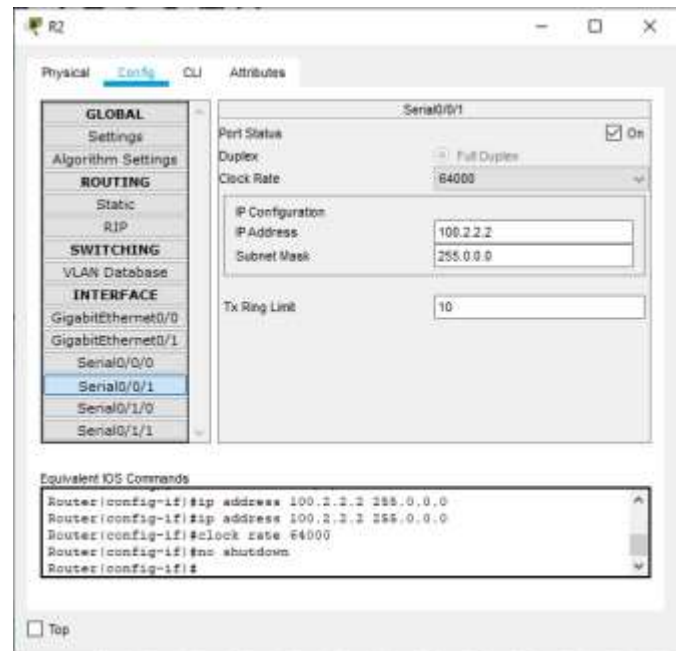 R2
Physical Config CLI Attributes
GLOBAL
Settings
Algorithm Settings
ROUTING
Static
RIP
SWITCHING
VLAN Database
INTERFACE
GigabitEthernet0/0
GigabitEthernet0/1
Serial0/0/0
Serial0/0/1
Serial0/1/0
Serial0/1/1
Serial0/0/1
Port Status On
Duplex Full Duplex
Clock Rate 64000
IP Configuration
IP Address 100.2.2.2
Subnet Mask 255.0.0.0
Tx Ring Limit 10
Equivalent IOS Commands
Router(config-if)#ip address 100.2.2.2 255.0.0.0
Router(config-if)#ip address 100.2.2.2 255.0.0.0
Router(config-if)#clock rate 64000
Router(config-if)#no shutdown
Router(config-if)#
Top